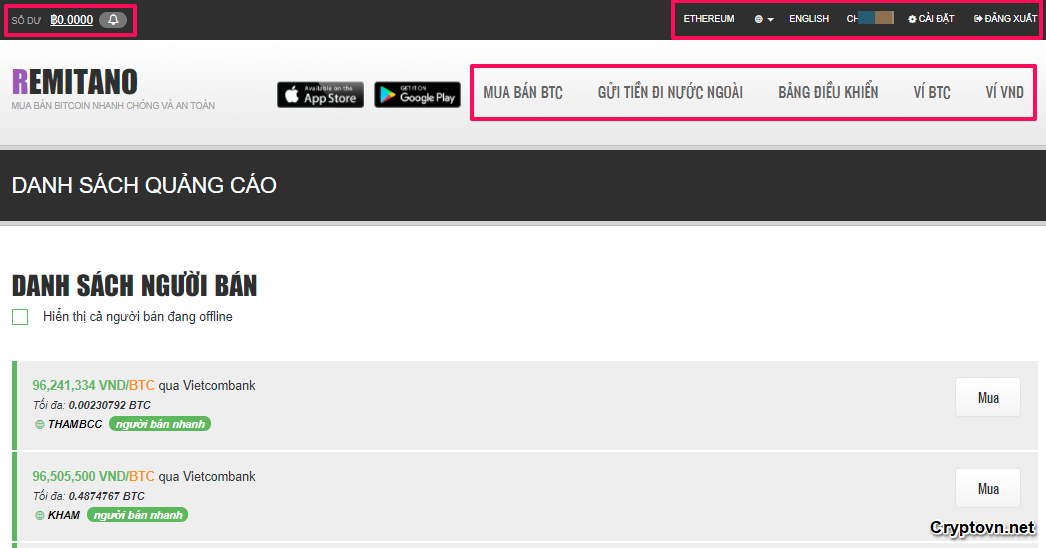 SỐ DƯ ฿0.0000
ETHEREUM ENGLISH CH CÀI ĐẶT ĐĂNG XUẤT
REMITANO
MUA BÁN BITCOIN NHANH CHÓNG VÀ AN TOÀN
Available on the
App Store
GET IT ON
Google Play
MUA BÁN BTC GỬI TIỀN ĐI NƯỚC NGOÀI BẢNG ĐIỀU KHIỂN VÍ BTC VÍ VND
DANH SÁCH QUẢNG CÁO
DANH SÁCH NGƯỜI BÁN
Hiển thị cả người bán đang offline
96,241,334 VND/BTC qua Vietcombank
Tối đa: 0.00230792 BTC
THAMBCC người bán nhanh
Mua
96,505,500 VND/BTC qua Vietcombank
Tối đa: 0.4874767 BTC
KHAM người bán nhanh
Mua
Cryptovn.net